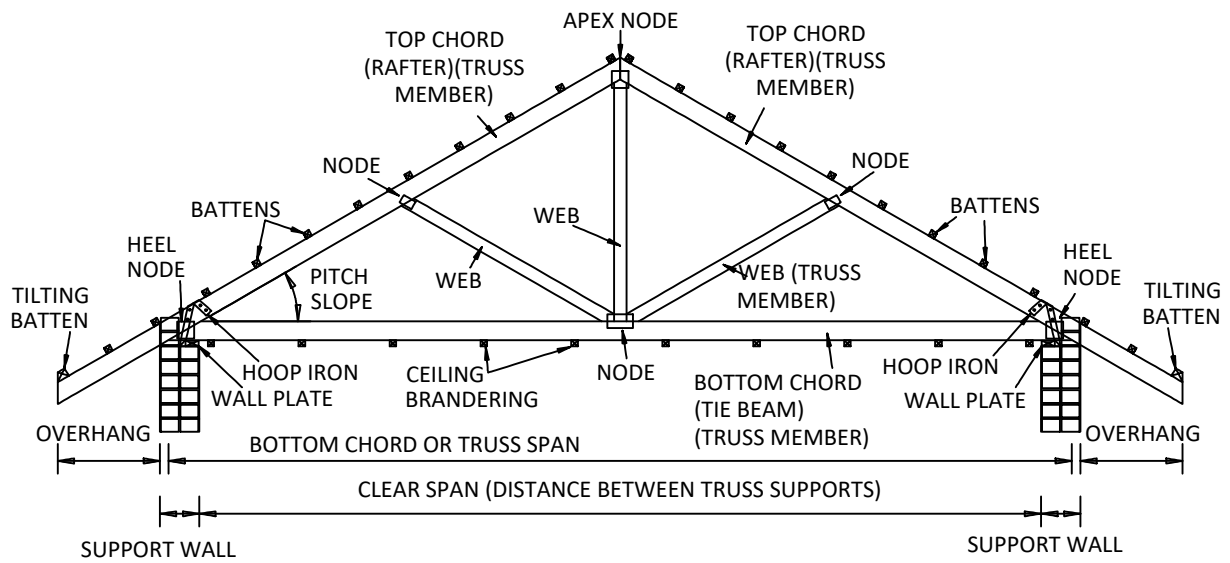 APEX NODE
TOP CHORD
(RAFTER)(TRUSS
MEMBER)
TOP CHORD
(RAFTER)(TRUSS
MEMBER)
NODE
NODE
BATTENS
WEB
BATTENS
HEEL
NODE
WEB
WEB (TRUSS
MEMBER)
HEEL
NODE
PITCH
SLOPE
TILTING
BATTEN
TILTING
BATTEN
HOOP IRON
WALL PLATE
CEILING
BRANDERING
NODE
BOTTOM CHORD
(TIE BEAM)
(TRUSS MEMBER)
HOOP IRON
WALL PLATE
OVERHANG
BOTTOM CHORD OR TRUSS SPAN
OVERHANG
CLEAR SPAN (DISTANCE BETWEEN TRUSS SUPPORTS)
SUPPORT WALL
SUPPORT WALL